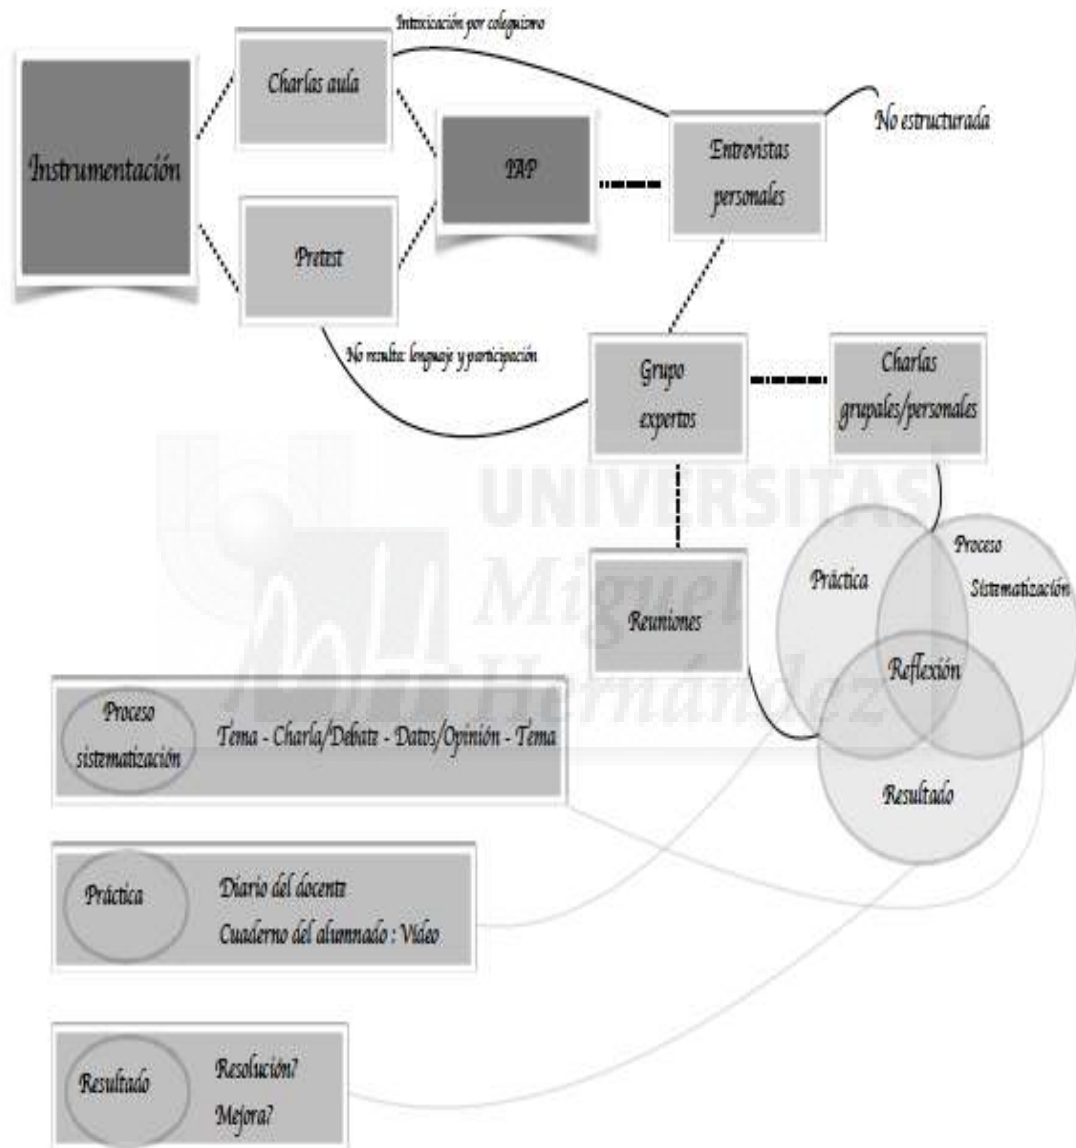 Intoxicación por coleguismo
Charlas aula
No estructurada
Instrumentación
IAP
Entrevistas
personales
Pretest
No resulta: lenguaje y participación
Grupo
expertos
Charlas
grupales/personales
UNIVERSITAS
Miguel
Hernández
Práctica
Proceso
Sistematización
Reuniones
Reflexión
Resultado
Proceso
sistematización
Tema - Charla/Debate - Datos/Opinión - Tema
Práctica
Diario del docente
Cuaderno del alumnado : Video
Resultado
Resolución?
Mejora?